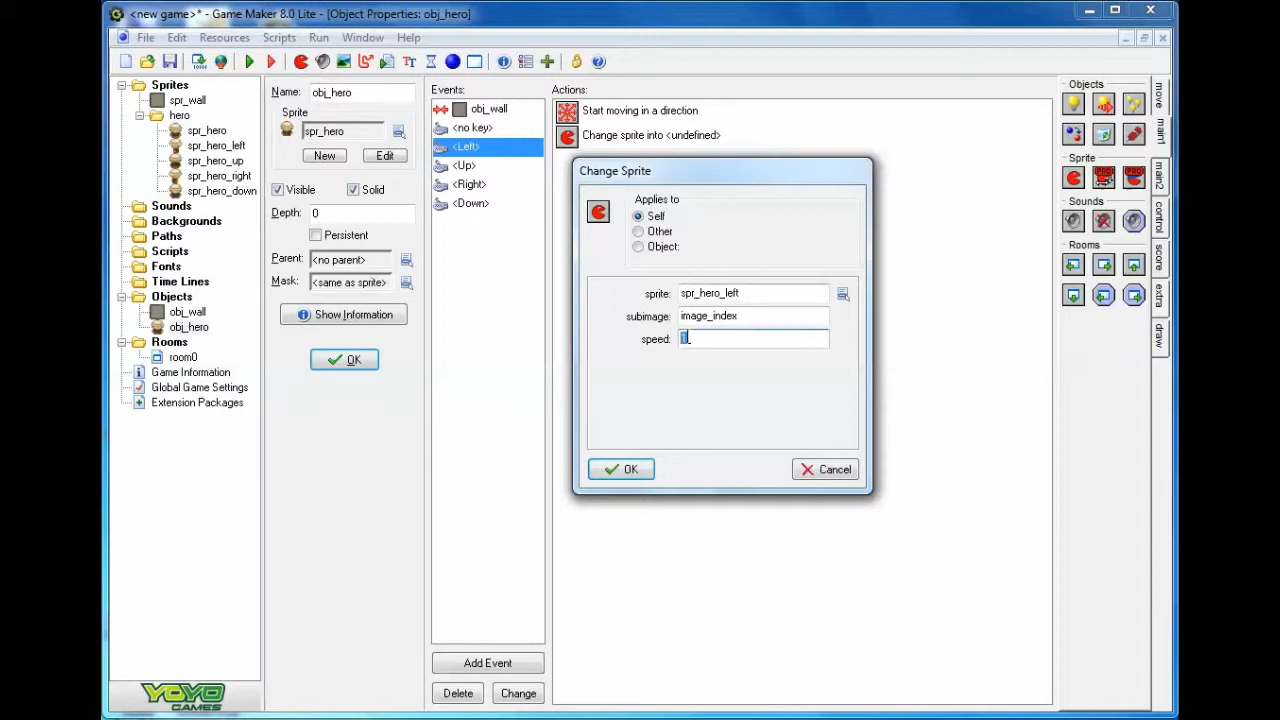 <new game>* - Game Maker 8.0 Lite - [Object Properties: obj_hero]
File Edit Resources Scripts Run Window Help
Sprites
spr_wall
hero
spr_hero
spr_hero_left
spr_hero_up
spr_hero_right
spr_hero_down
Sounds
Backgrounds
Paths
Scripts
Fonts
Time Lines
Objects
obj_wall
obj_hero
Rooms
room0
Game Information
Global Game Settings
Extension Packages
YOYO
GAMES
Name: obj_hero
Sprite
spr_hero
New Edit
Visible Solid
Depth: 0
Persistent
Parent: <no parent>
Mask: <same as sprite>
Show Information
OK
Events:
obj_wall
<no key>
<Left>
<Up>
<Right>
<Down>
Add Event
Delete Change
Actions:
Start moving in a direction
Change sprite into <undefined>
Change Sprite
Applies to
Self
Other
Object:
sprite: spr_hero_left
subimage: image_index
speed:
OK Cancel
Objects
Sprite
PRO PRO
Sounds
Rooms
move
main1
main2
control
score
extra
draw